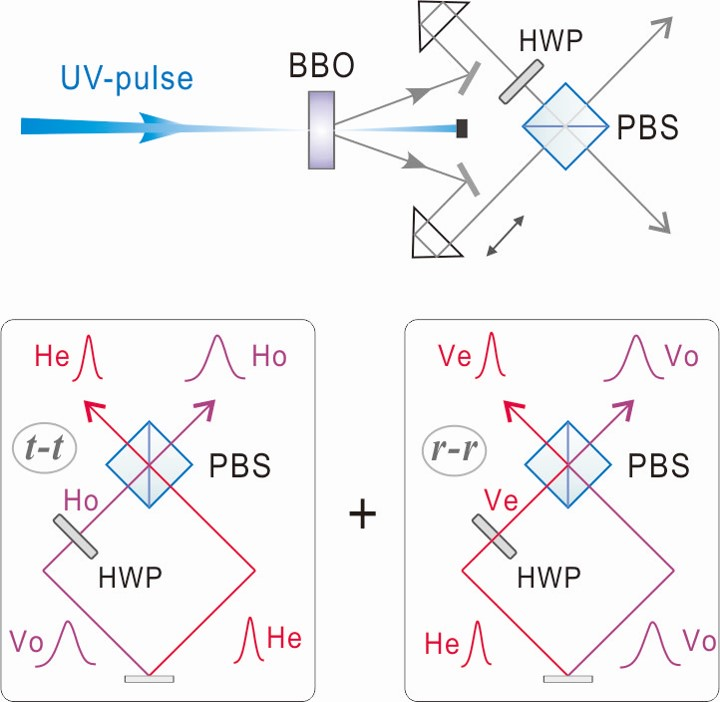 HWP
UV-pulse
BBO
PBS
He
Ho
t-t
PBS
Ho
HWP
Vo
He
+
Ve
Vo
r-r
PBS
Ve
HWP
He
Vo